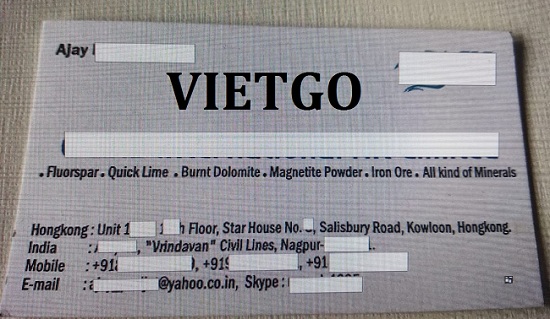 Ajay
VIETGO
. Fluorspar . Quick Lime . Burnt Dolomite . Magnetite Powder . Iron Ore . All kind of Minerals
Hongkong : Unit 1 h Floor, Star House No. , Salisbury Road, Kowloon, Hongkong.
India : , "Vrindavan" Civil Lines, Nagpur- .
Mobile : +91 , +91 , +91
E-mail : @yahoo.co.in, Skype :